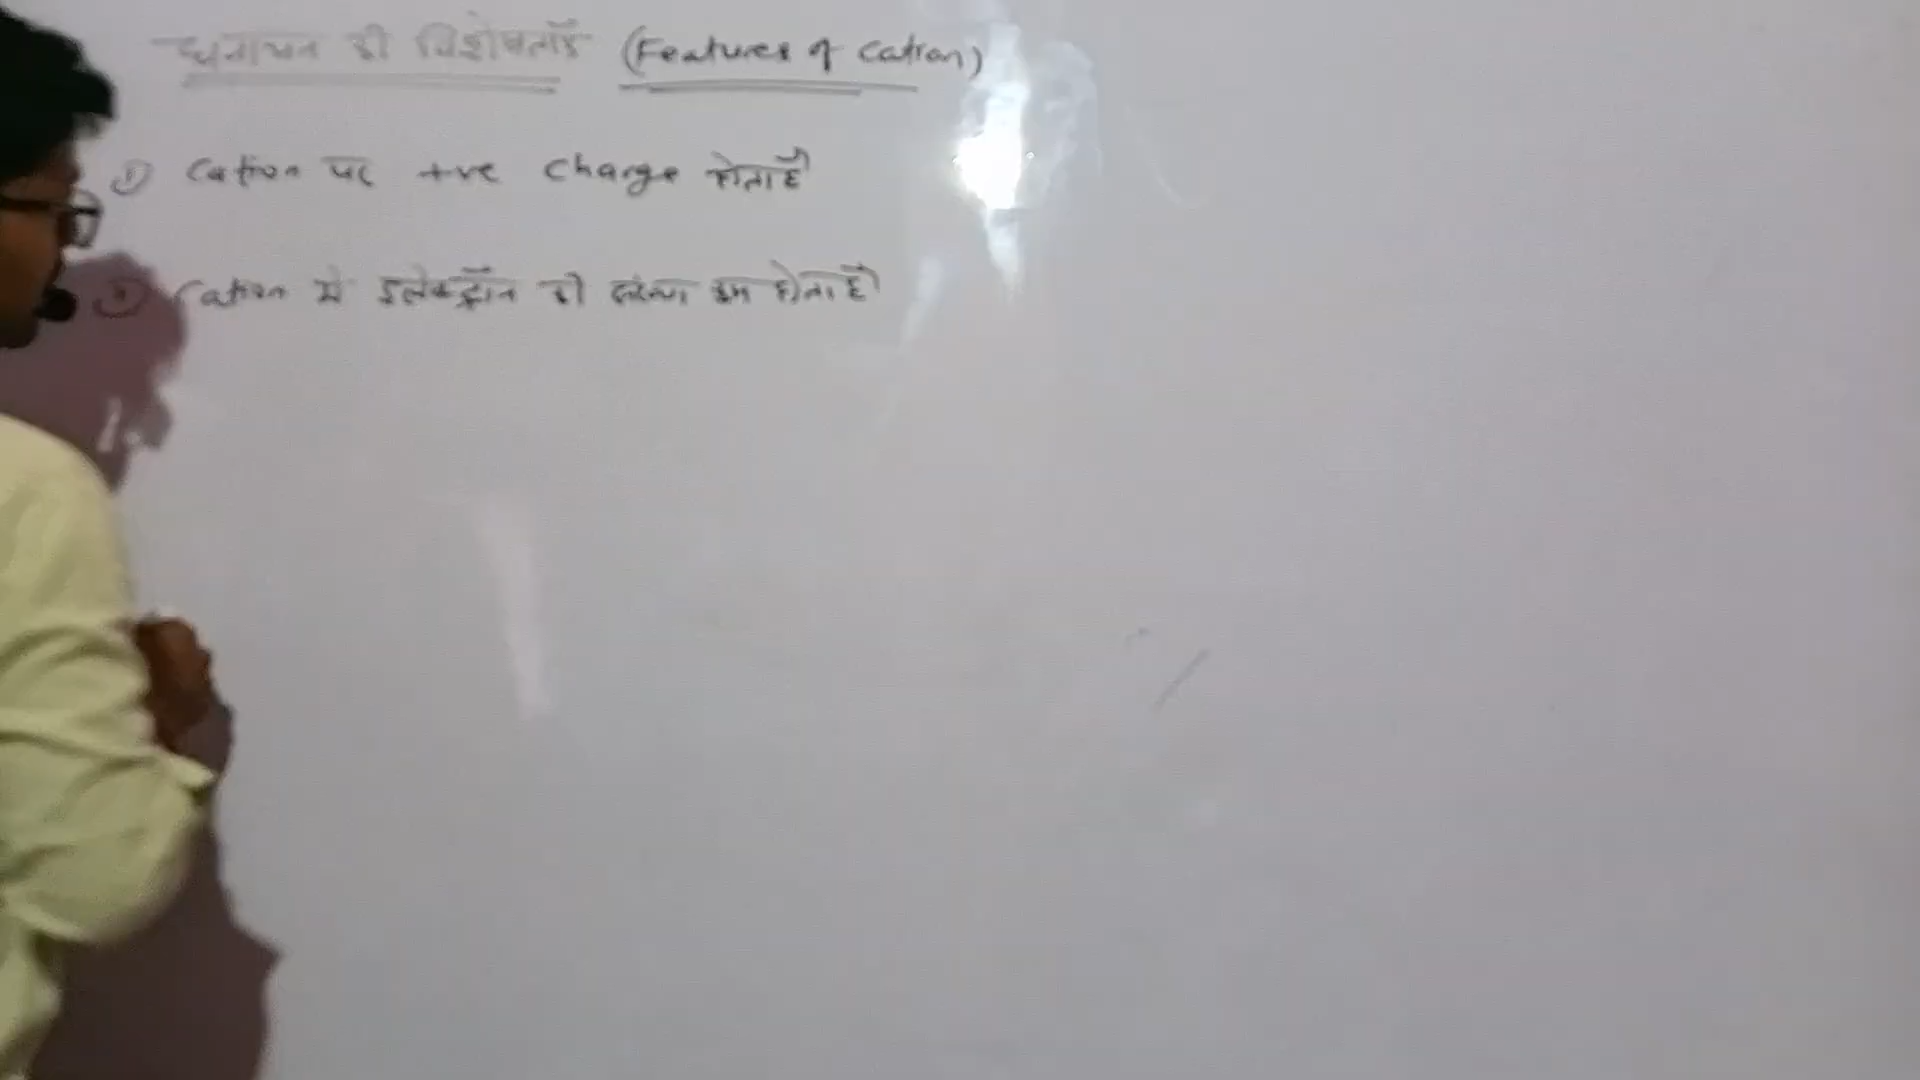 धनायन की विशेषताएँ (Features of Cation)
① Cation पर +ve Charge होता है
② Cation में इलेक्ट्रॉन की संख्या कम होता है